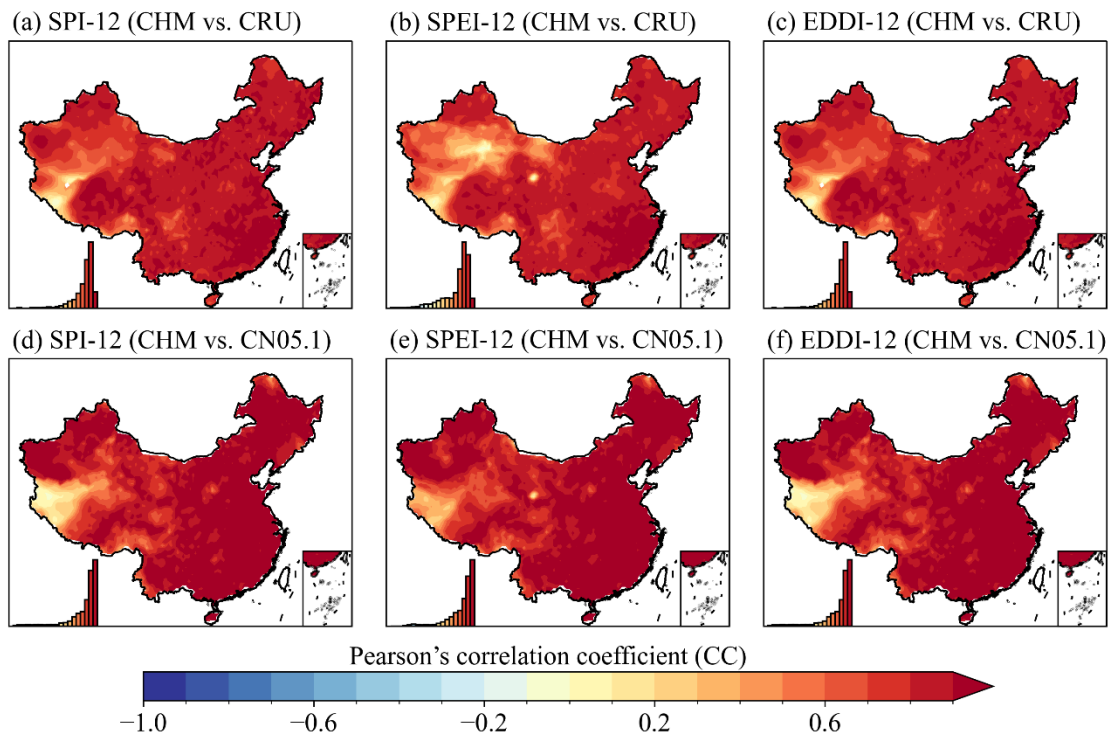 (a) SPI-12 (CHM vs. CRU)
(b) SPEI-12 (CHM vs. CRU)
(c) EDDI-12 (CHM vs. CRU)
(d) SPI-12 (CHM vs. CN05.1)
(e) SPEI-12 (CHM vs. CN05.1)
(f) EDDI-12 (CHM vs. CN05.1)
Pearson's correlation coefficient (CC)
−1.0 −0.6 −0.2 0.2 0.6